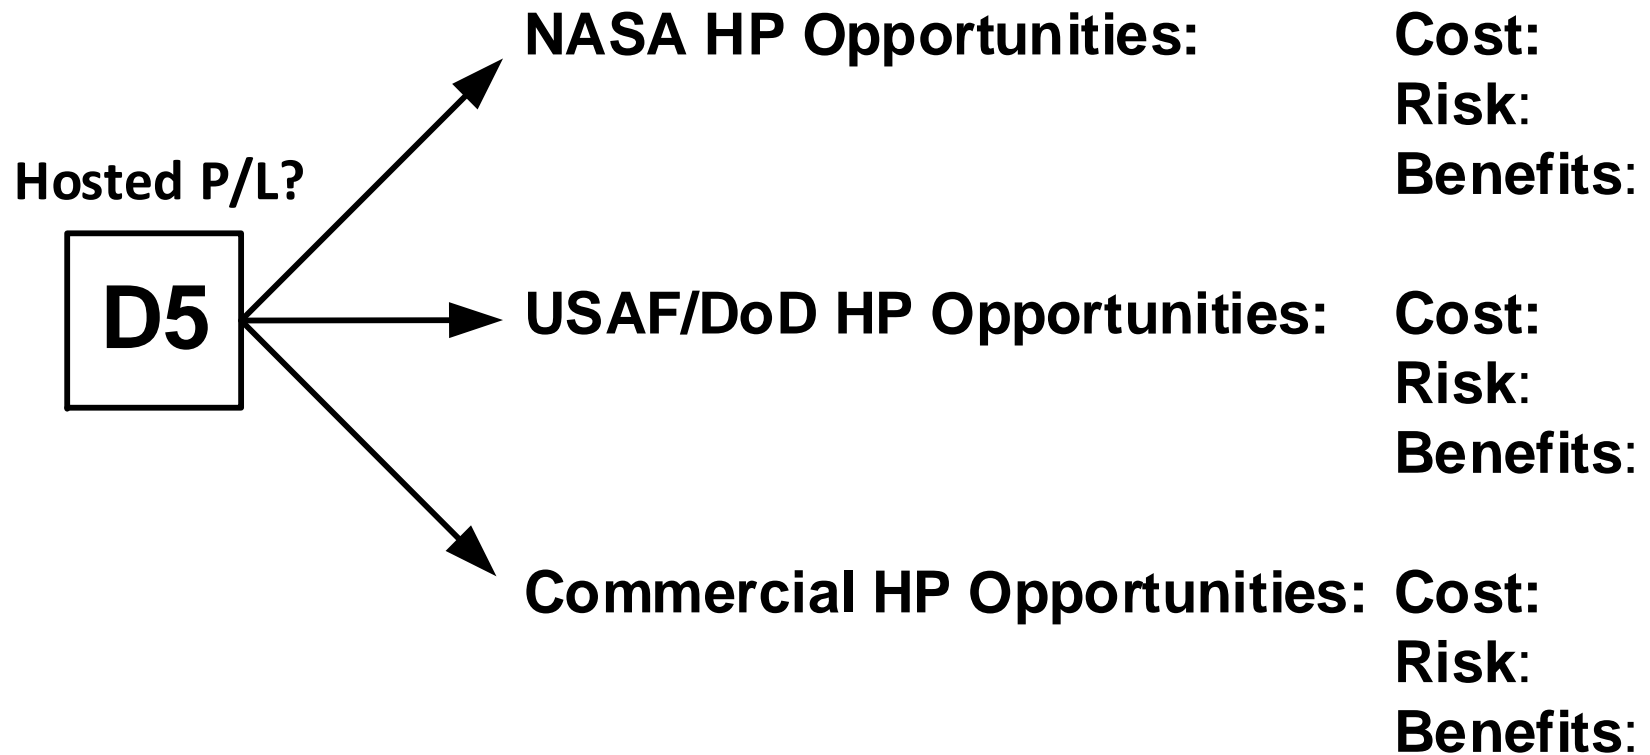 NASA HP Opportunities: Cost:
Risk:
Benefits:
Hosted P/L?
D5
USAF/DoD HP Opportunities: Cost:
Risk:
Benefits:
Commercial HP Opportunities: Cost:
Risk:
Benefits: